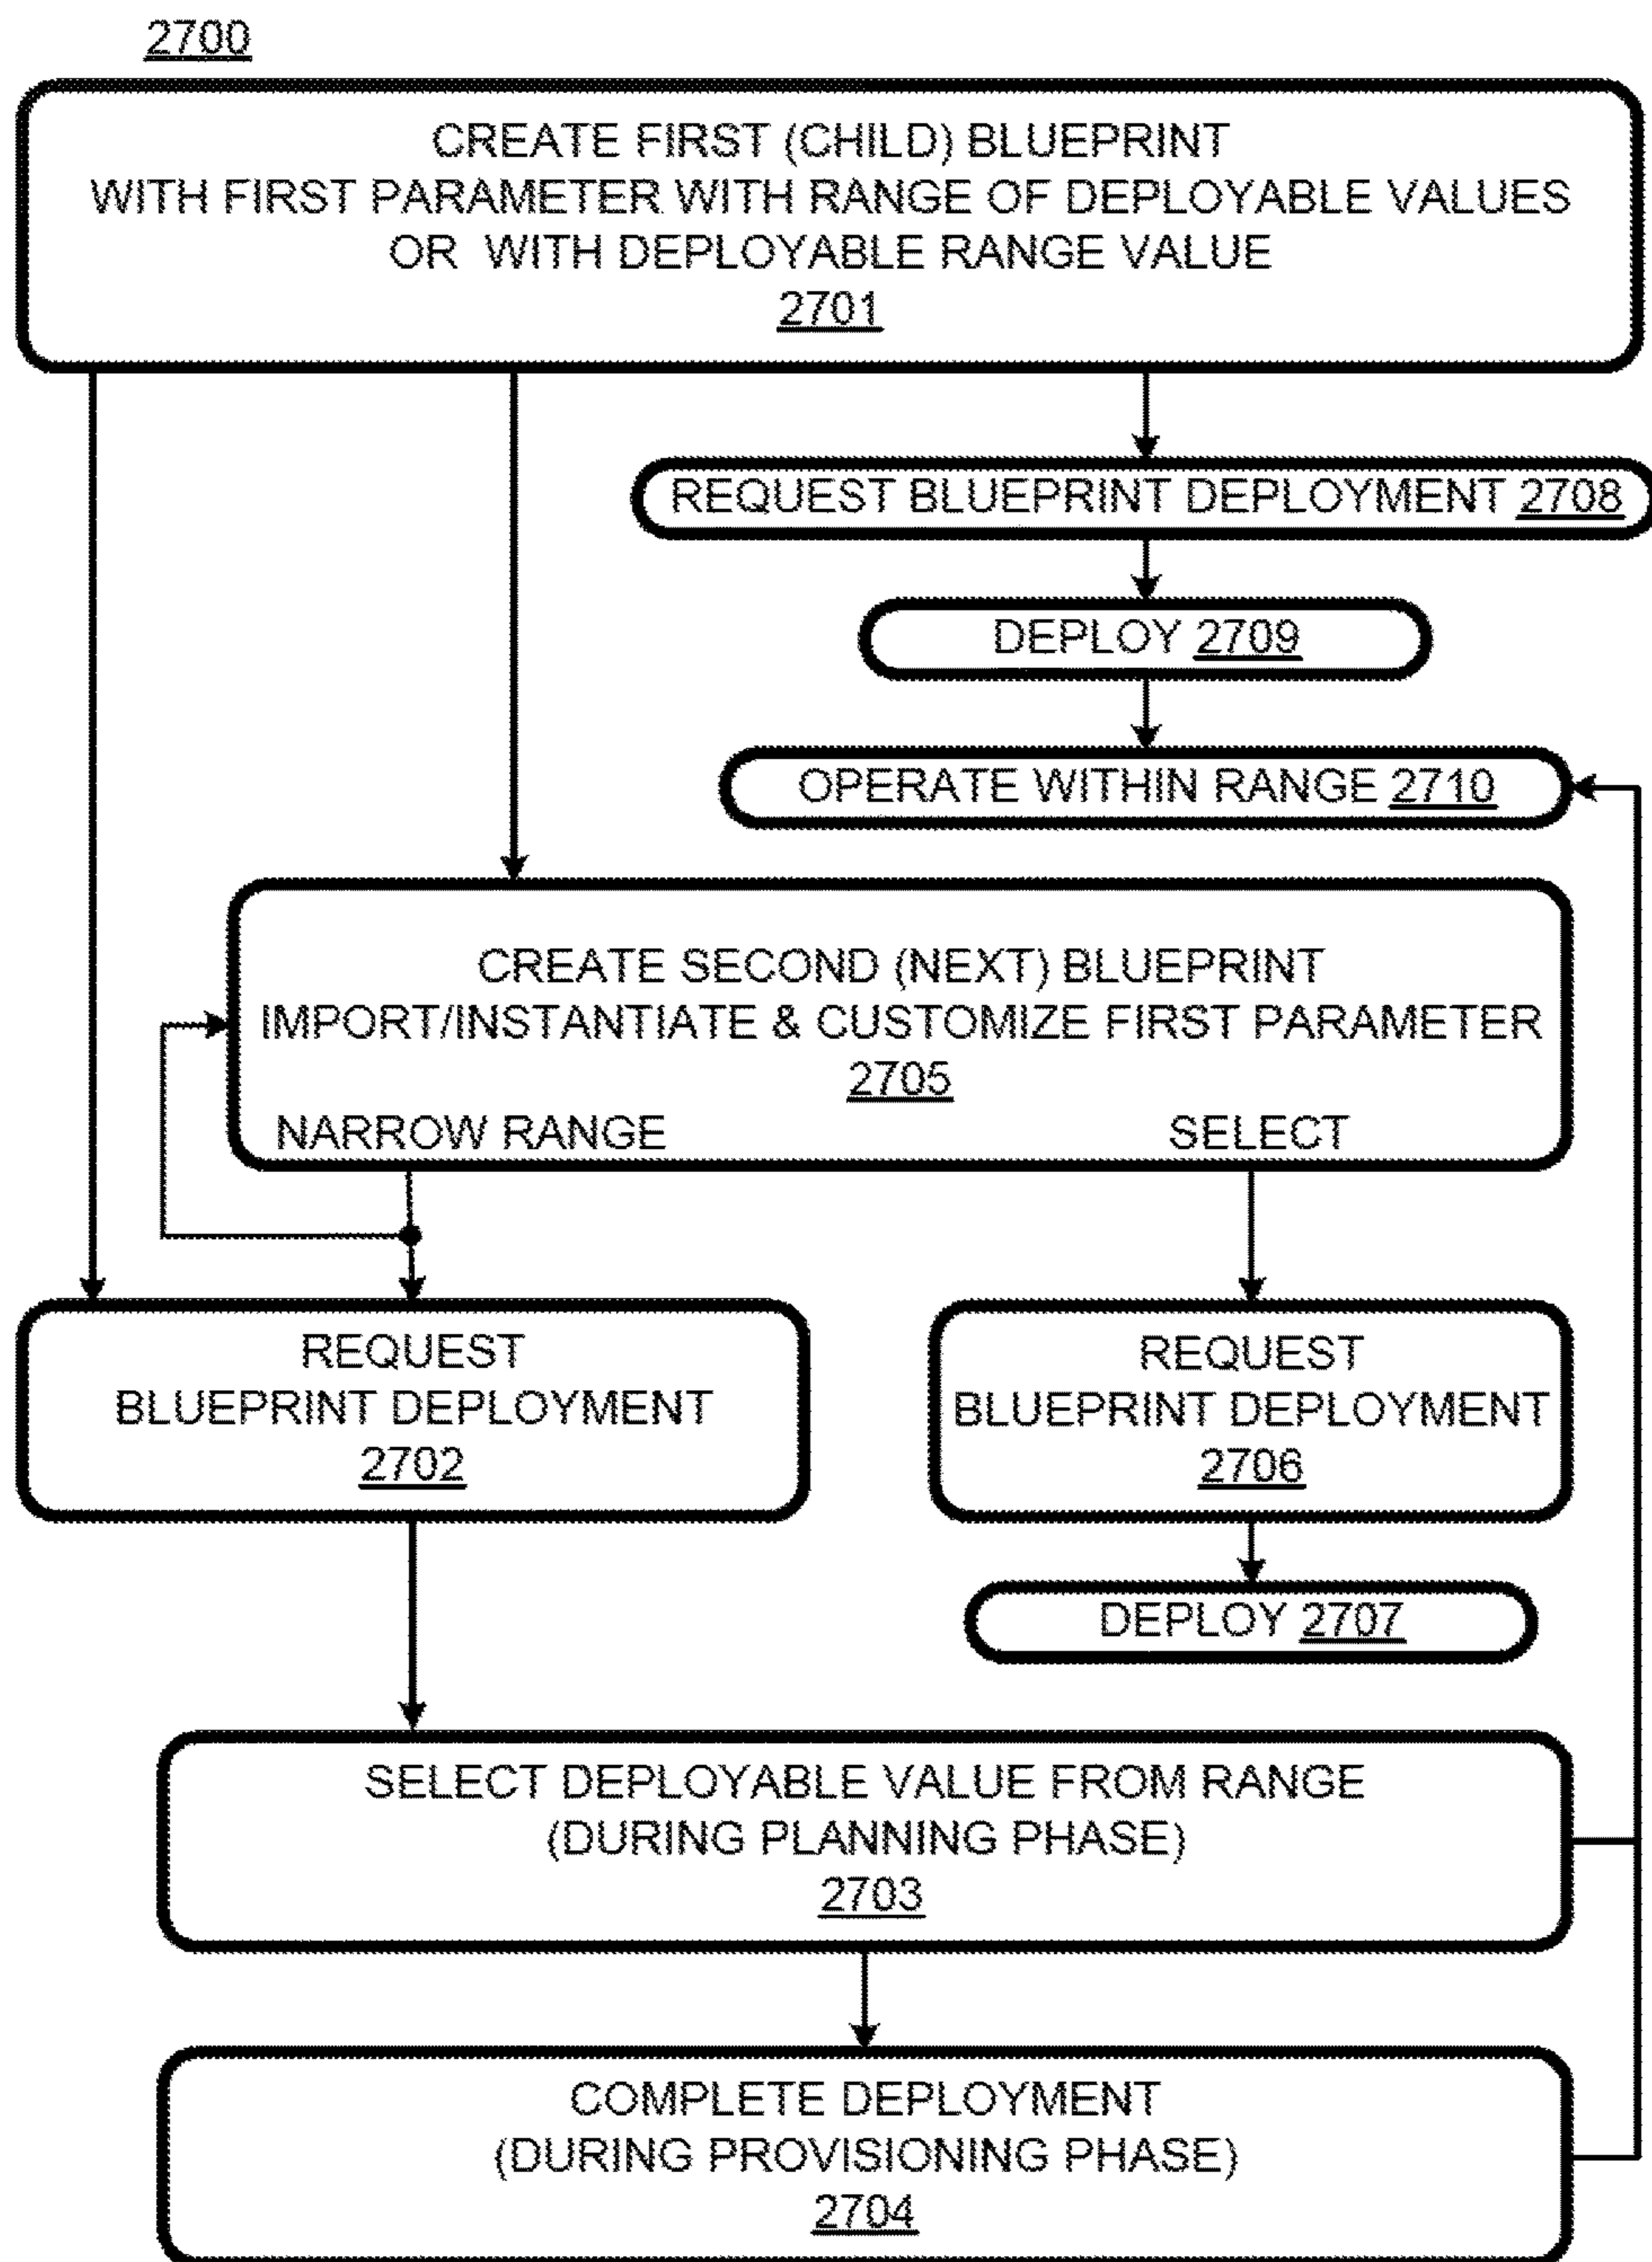 2700
CREATE FIRST (CHILD) BLUEPRINT
WITH FIRST PARAMETER WITH RANGE OF DEPLOYABLE VALUES
OR WITH DEPLOYABLE RANGE VALUE
2701
REQUEST BLUEPRINT DEPLOYMENT 2708
DEPLOY 2709
OPERATE WITHIN RANGE 2710
CREATE SECOND (NEXT) BLUEPRINT
IMPORT/INSTANTIATE & CUSTOMIZE FIRST PARAMETER
2705
NARROW RANGE SELECT
REQUEST
BLUEPRINT DEPLOYMENT
2702
REQUEST
BLUEPRINT DEPLOYMENT
2706
DEPLOY 2707
SELECT DEPLOYABLE VALUE FROM RANGE
(DURING PLANNING PHASE)
2703
COMPLETE DEPLOYMENT
(DURING PROVISIONING PHASE)
2704